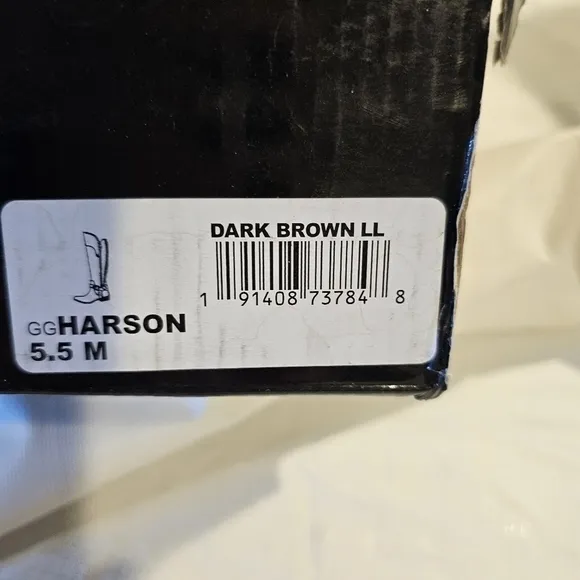 DARK BROWN LL
1 91408 73784 8
GGHARSON
5.5 M